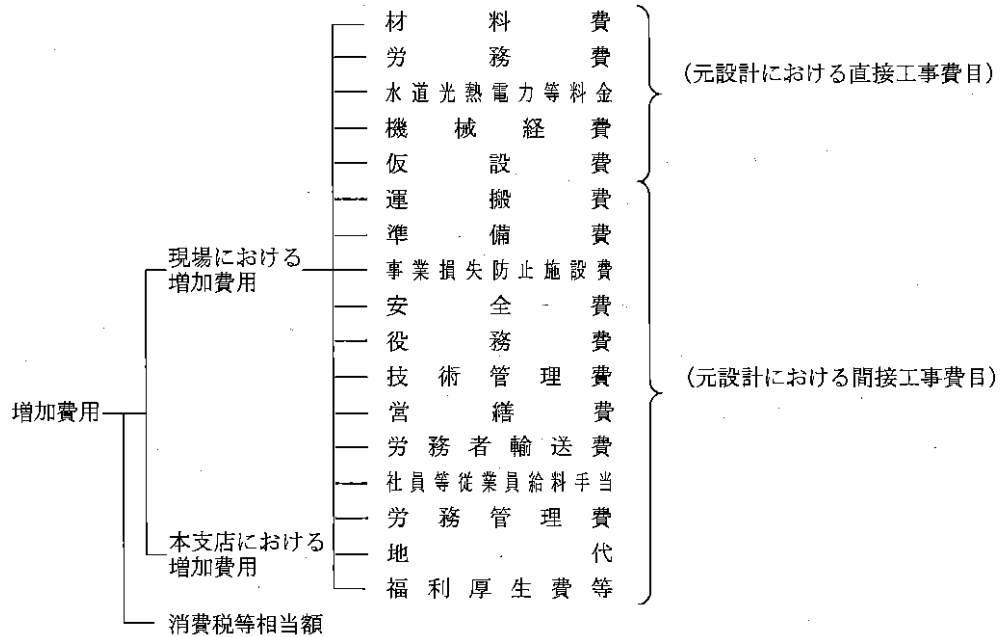 材料費
労務費
水道光熱電力等料金
機械経費
仮設費
(元設計における直接工事費目)
運搬費
準備費
事業損失防止施設費
安全費
役務費
技術管理費
営繕費
労務者輸送費
社員等従業員給料手当
労務管理費
地代
福利厚生費等
(元設計における間接工事費目)
現場における
増加費用
増加費用
本支店における
増加費用
消費税等相当額